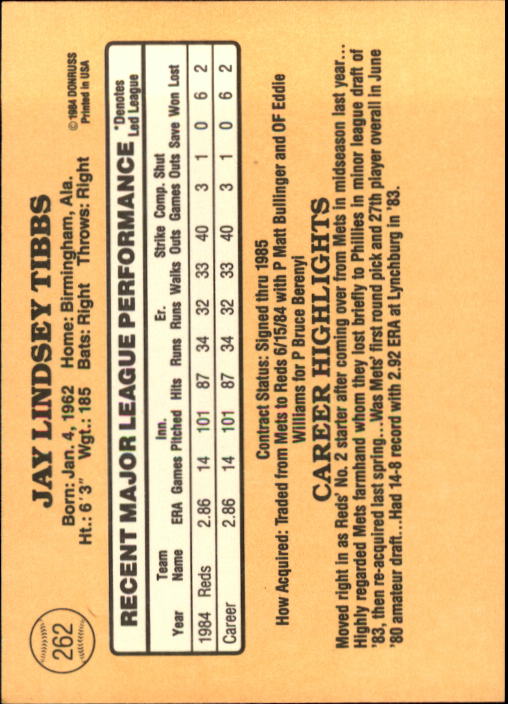 262
JAY LINDSEY TIBBS
Born: Jan. 4, 1962 Home: Birmingham, Ala.
Ht.: 6'3" Wgt.: 185 Bats: Right Throws: Right
© 1984 DONRUSS
Printed in USA
RECENT MAJOR LEAGUE PERFORMANCE
*Denotes
Led League
Team Inn. Er. Strike Comp. Shut
Year Name ERA Games Pitched Hits Runs Runs Walks Outs Games Outs Save Won Lost
1984 Reds 2.86 14 101 87 34 32 33 40 3 1 0 6 2
Career 2.86 14 101 87 34 32 33 40 3 1 0 6 2
Contract Status: Signed thru 1985
How Acquired: Traded from Mets to Reds 6/15/84 with P Matt Bullinger and OF Eddie
Williams for P Bruce Berenyi
CAREER HIGHLIGHTS
Moved right in as Reds' No. 2 starter after coming over from Mets in midseason last year...
Highly regarded Mets farmhand whom they lost briefly to Phillies in minor league draft of
'83, then re-acquired last spring...Was Mets' first round pick and 27th player overall in June
'80 amateur draft...Had 14-8 record with 2.92 ERA at Lynchburg in '83.